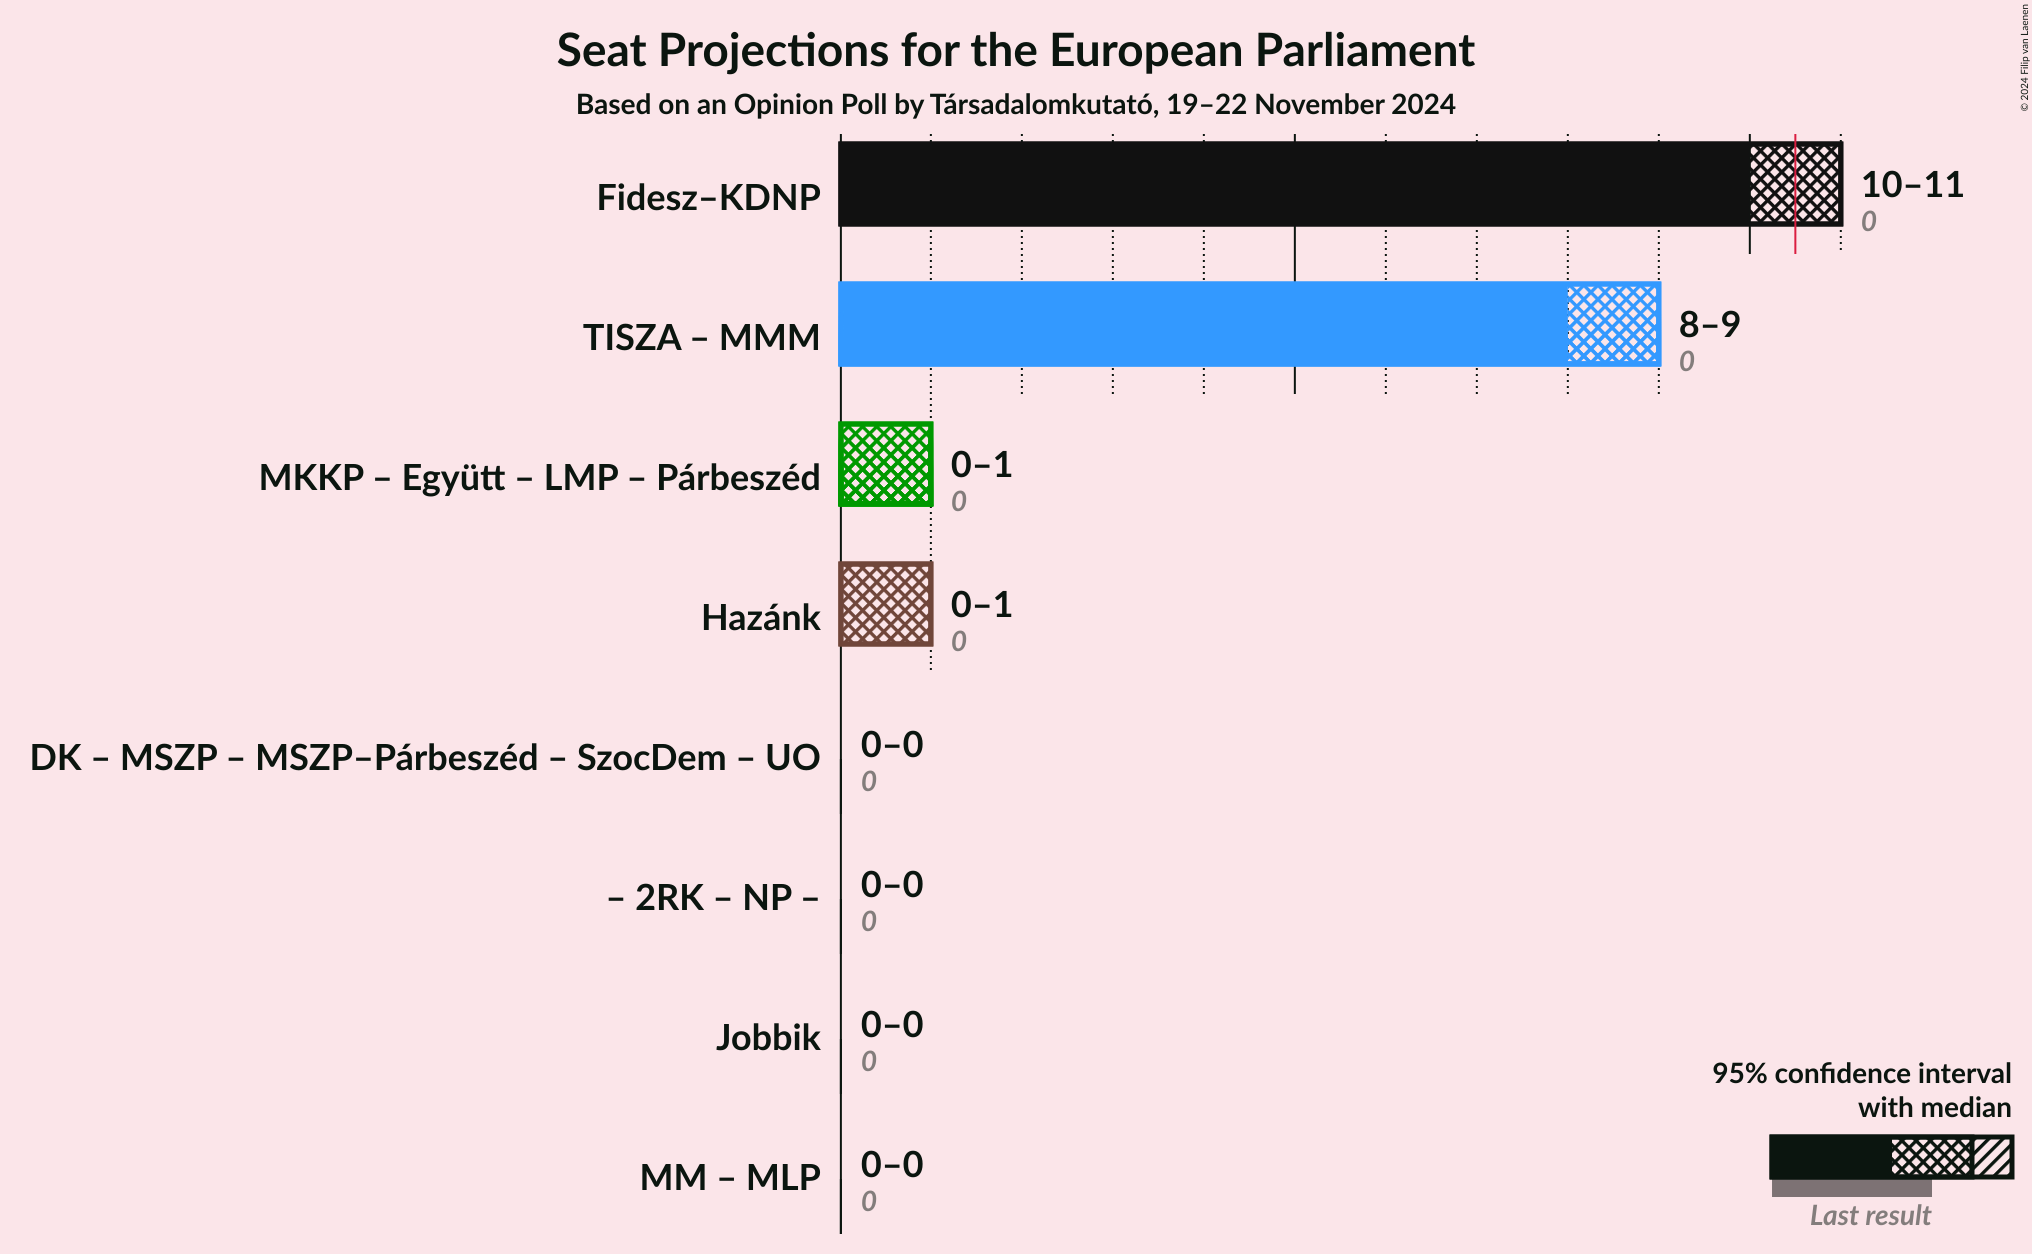 Seat Projections for the European Parliament
Based on an Opinion Poll by Társadalomkutató, 19–22 November 2024
© 2024 Filip van Laenen
Fidesz–KDNP
10–11
0
TISZA – MMM
8–9
0
MKKP – Együtt – LMP – Párbeszéd
0–1
0
Hazánk
0–1
0
DK – MSZP – MSZP–Párbeszéd – SzocDem – UO
0–0
0
– 2RK – NP –
0–0
0
Jobbik
0–0
0
MM – MLP
0–0
0
95% confidence interval
with median
Last result